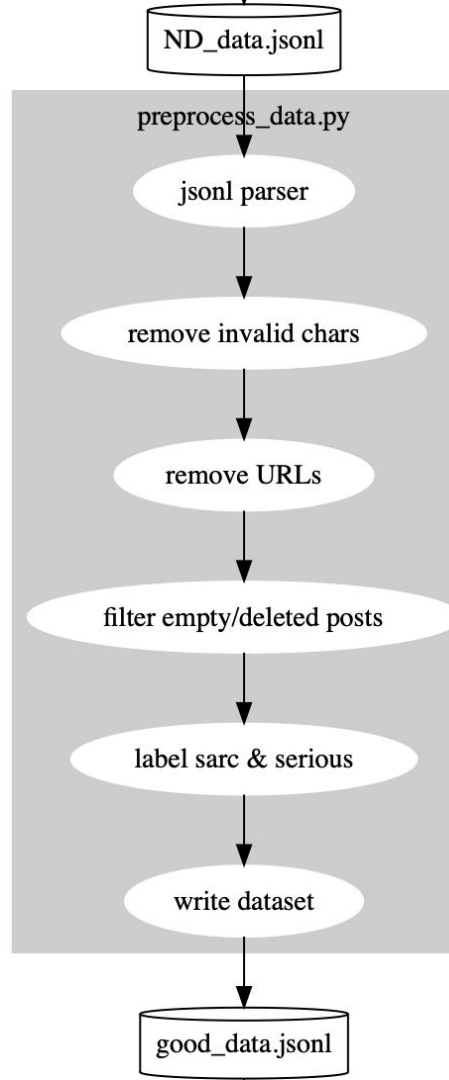 ND_data.jsonl
preprocess_data.py
jsonl parser
remove invalid chars
remove URLs
filter empty/deleted posts
label sarc & serious
write dataset
good_data.jsonl